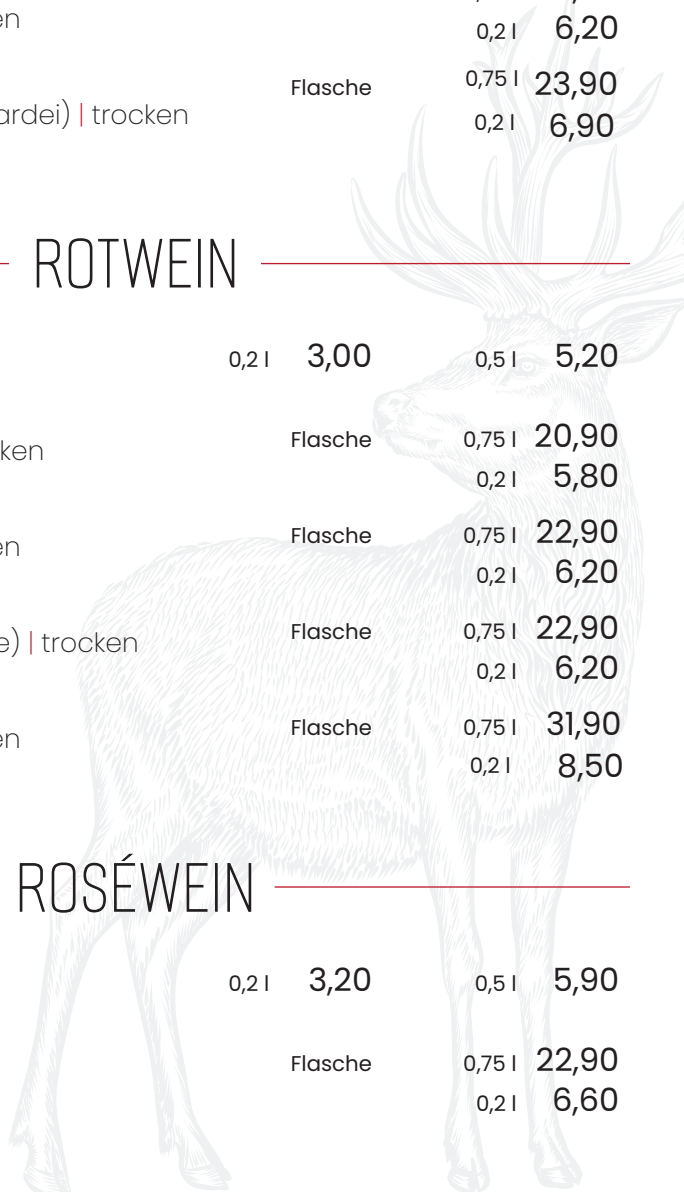 0,2 l 6,20
Flasche 0,75 l 23,90
ardei) | trocken 0,2 l 6,90
ROTWEIN
0,2 l 3,00 0,5 l 5,20
Flasche 0,75 l 20,90
0,2 l 5,80
Flasche 0,75 l 22,90
0,2 l 6,20
Flasche 0,75 l 22,90
trocken 0,2 l 6,20
Flasche 0,75 l 31,90
0,2 l 8,50
ROSÉWEIN
0,2 l 3,20 0,5 l 5,90
Flasche 0,75 l 22,90
0,2 l 6,60